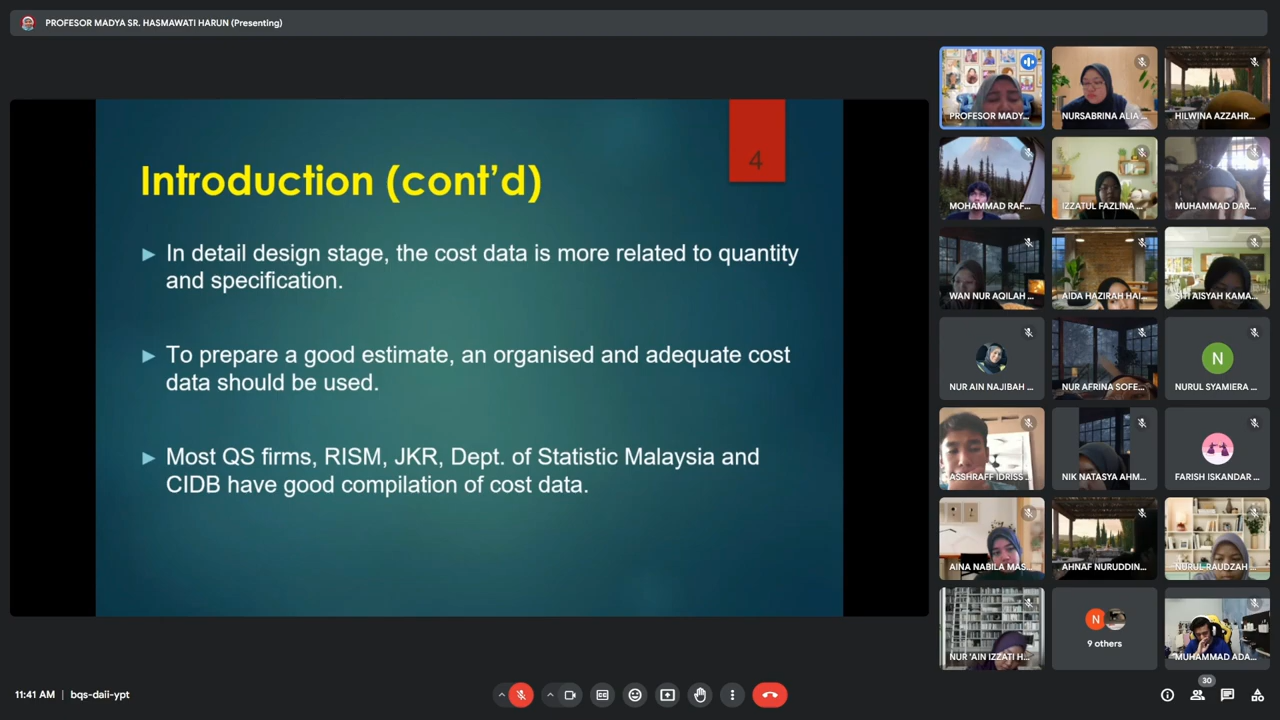 PROFESOR MADYA SR. HASMAWATI HARUN (Presenting)
4
Introduction (cont’d)
In detail design stage, the cost data is more related to quantity
and specification.
To prepare a good estimate, an organised and adequate cost
data should be used.
Most QS firms, RISM, JKR, Dept. of Statistic Malaysia and
CIDB have good compilation of cost data.
PROFESOR MADY...
NURSABRINA ALIA ...
HILWINA AZZAHR...
MOHAMMAD RAF...
IZZATUL FAZLINA ...
MUHAMMAD DAR...
WAN NUR AQILAH ...
AIDA HAZIRAH HAI...
SITI AISYAH KAMA...
NUR AIN NAJIBAH ...
NUR AFRINA SOFE...
N
NURUL SYAMIERA ...
ASSHRAFF IDRISS ...
NIK NATASYA AHM...
FARISH ISKANDAR ...
AINA NABILA MAS...
AHNAF NURUDDIN...
NURUL RAUDZAH ...
NUR 'AIN IZZATI H...
N
9 others
MUHAMMAD ADA...
11:41 AM | bqs-daii-ypt
CC
30